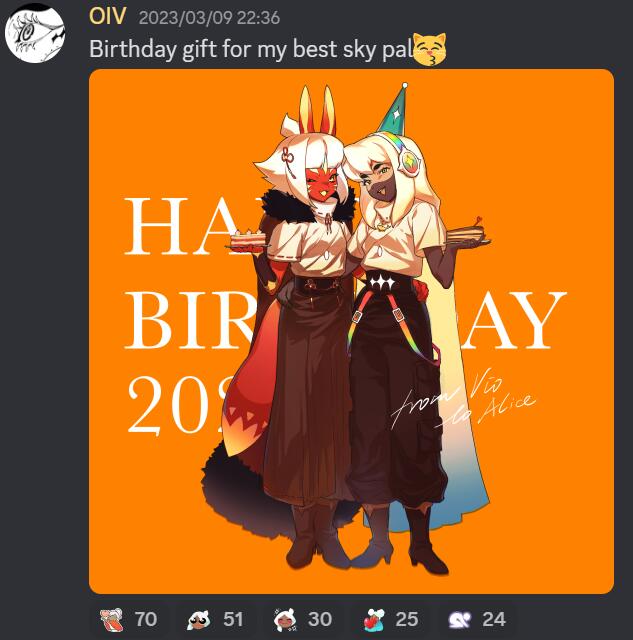 OIV 2023/03/09 22:36
Birthday gift for my best sky pal
HA
BIR AY
202
from Vio
to Alice
70 51 30 25 24